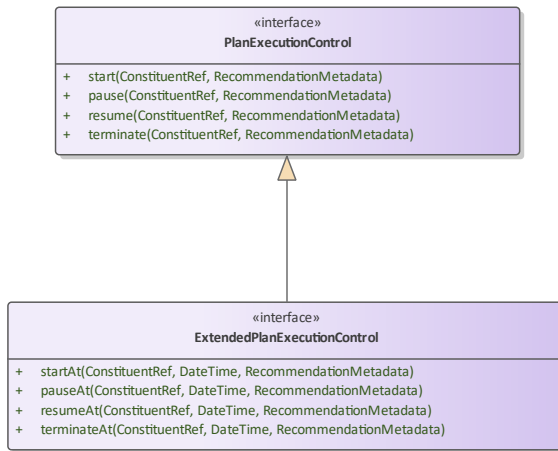 «interface»
PlanExecutionControl
+ start(ConstituentRef, RecommendationMetadata)
+ pause(ConstituentRef, RecommendationMetadata)
+ resume(ConstituentRef, RecommendationMetadata)
+ terminate(ConstituentRef, RecommendationMetadata)
«interface»
ExtendedPlanExecutionControl
+ startAt(ConstituentRef, DateTime, RecommendationMetadata)
+ pauseAt(ConstituentRef, DateTime, RecommendationMetadata)
+ resumeAt(ConstituentRef, DateTime, RecommendationMetadata)
+ terminateAt(ConstituentRef, DateTime, RecommendationMetadata)